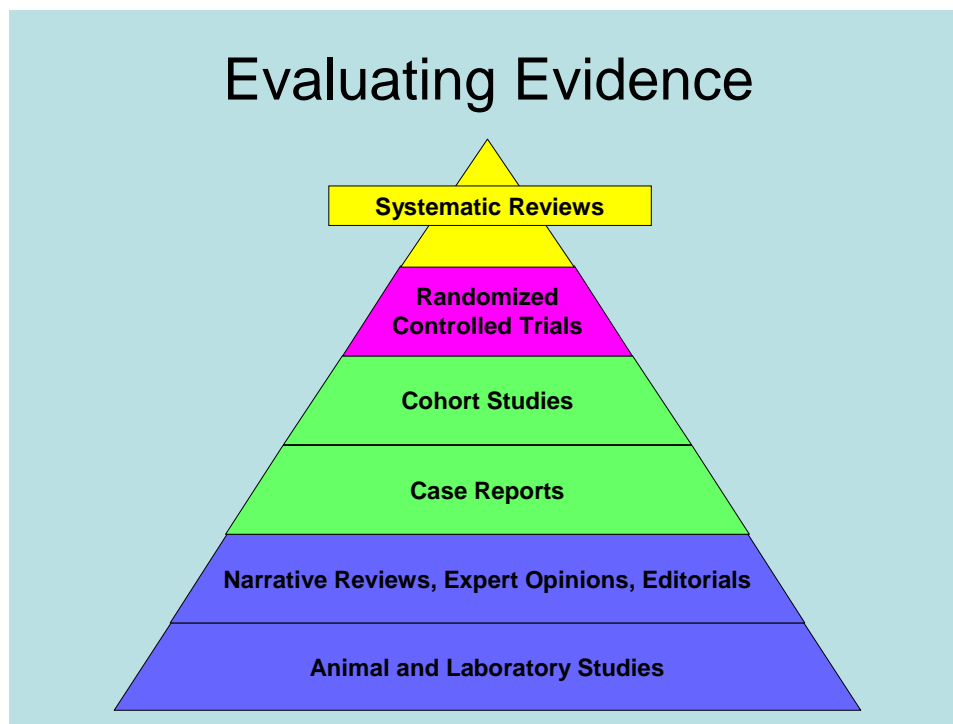 Evaluating Evidence
Systematic Reviews
Randomized
Controlled Trials
Cohort Studies
Case Reports
Narrative Reviews, Expert Opinions, Editorials
Animal and Laboratory Studies